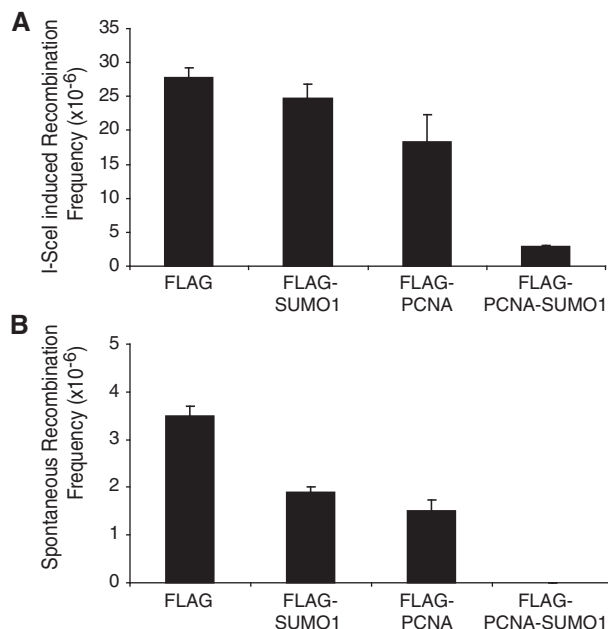 A
I-SceI induced Recombination
Frequency (x10-6)
35
30
25
20
15
10
5
0
FLAG
FLAG-
SUMO1
FLAG-
PCNA
FLAG-
PCNA-SUMO1
B
Spontaneous Recombination
Frequency (x10-6)
5
4
3
2
1
0
FLAG
FLAG-
SUMO1
FLAG-
PCNA
FLAG-
PCNA-SUMO1